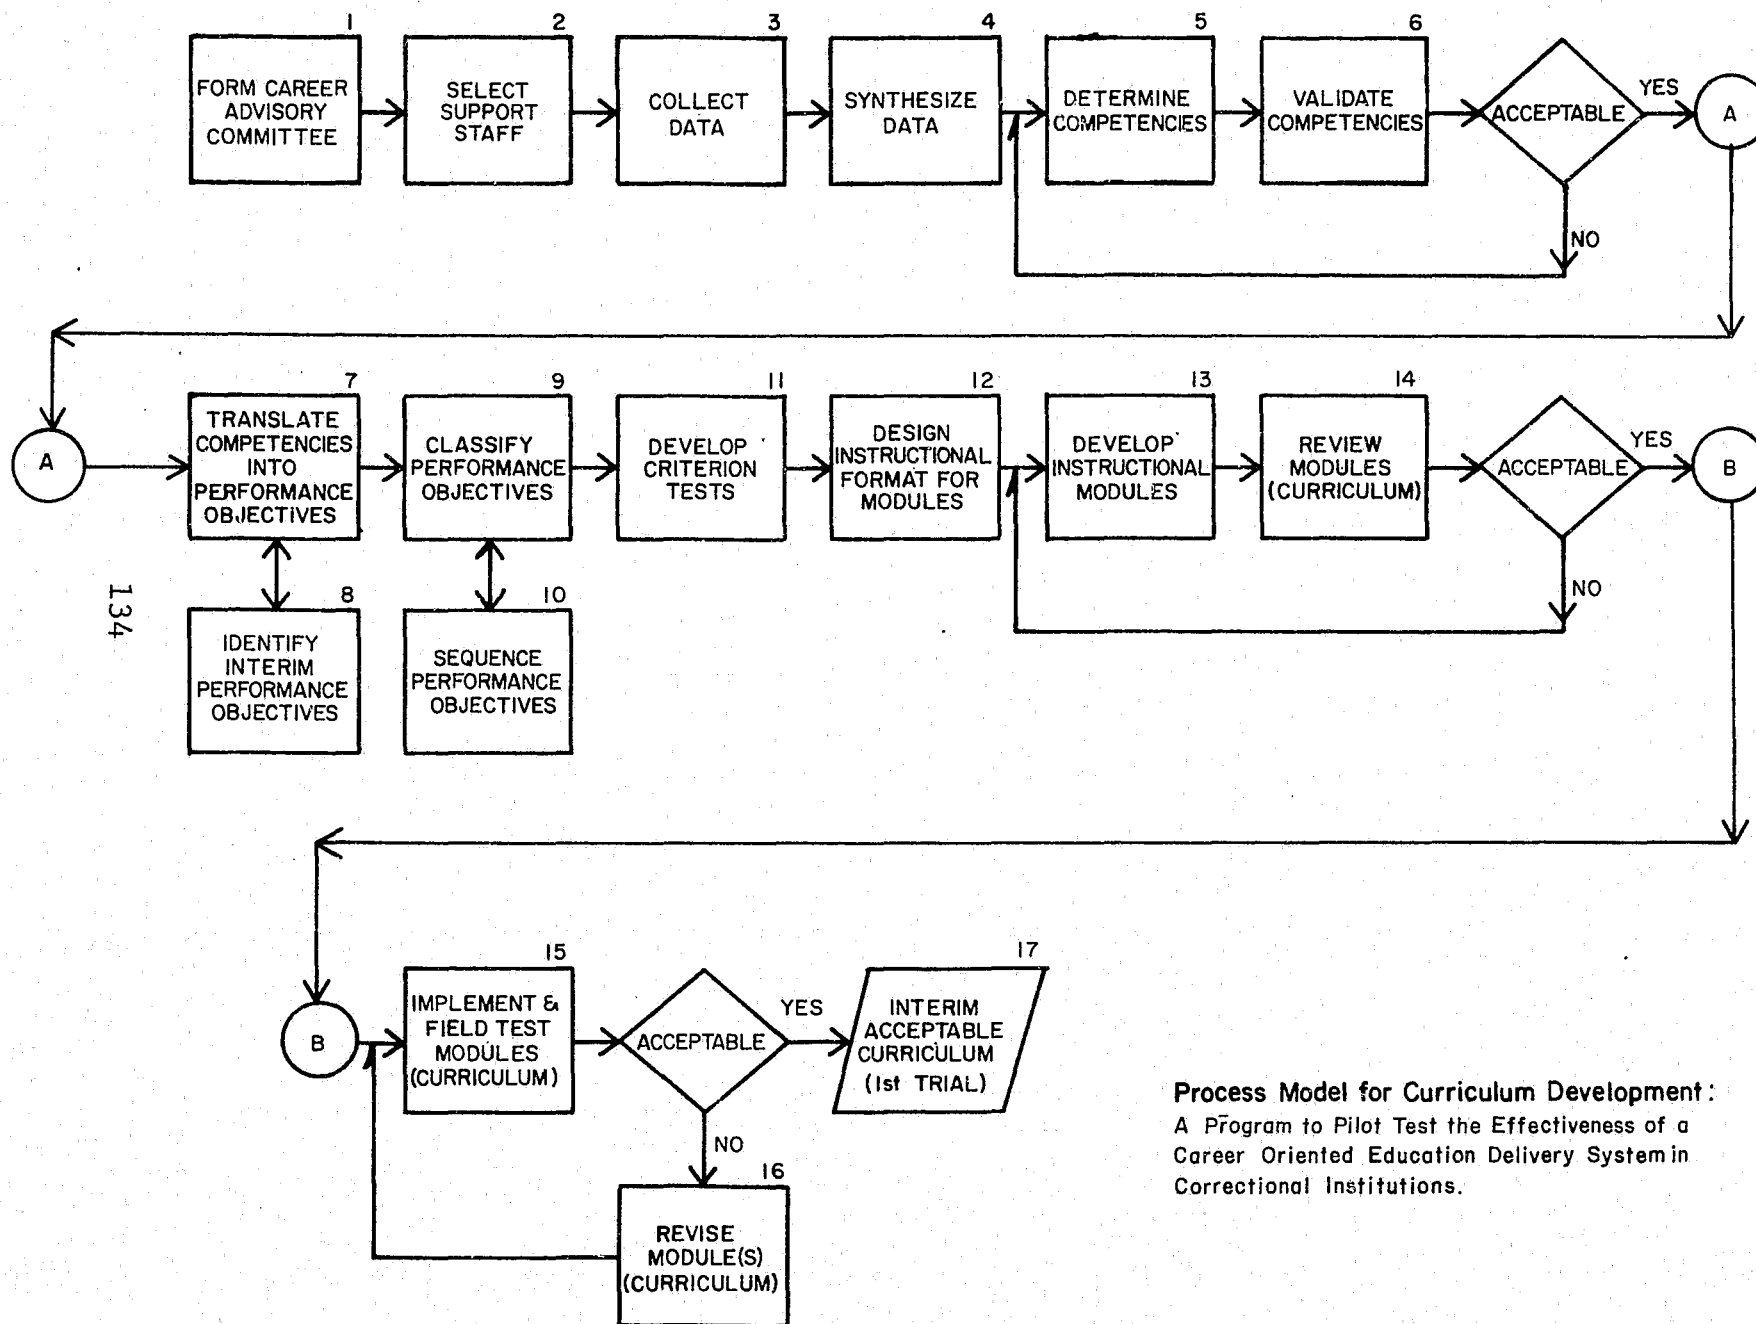 1
FORM CAREER
ADVISORY
COMMITTEE
2
SELECT
SUPPORT
STAFF
3
COLLECT
DATA
4
SYNTHESIZE
DATA
5
DETERMINE
COMPETENCIES
6
VALIDATE
COMPETENCIES
ACCEPTABLE
YES
A
NO
A
7
TRANSLATE
COMPETENCIES
INTO
PERFORMANCE
OBJECTIVES
8
IDENTIFY
INTERIM
PERFORMANCE
OBJECTIVES
9
CLASSIFY
PERFORMANCE
OBJECTIVES
10
SEQUENCE
PERFORMANCE
OBJECTIVES
11
DEVELOP
CRITERION
TESTS
12
DESIGN
INSTRUCTIONAL
FORMAT FOR
MODULES
13
DEVELOP
INSTRUCTIONAL
MODULES
14
REVIEW
MODULES
(CURRICULUM)
ACCEPTABLE
YES
B
NO
134
B
15
IMPLEMENT &
FIELD TEST
MODULES
(CURRICULUM)
ACCEPTABLE
YES
17
INTERIM
ACCEPTABLE
CURRICULUM
(1st TRIAL)
NO
16
REVISE
MODULE(S)
(CURRICULUM)
Process Model for Curriculum Development:
A Program to Pilot Test the Effectiveness of a
Career Oriented Education Delivery System in
Correctional Institutions.